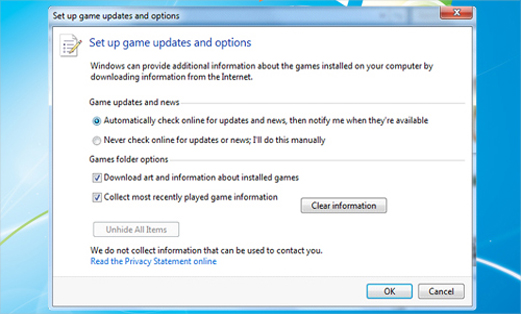 Set up game updates and options
Set up game updates and options
Windows can provide additional information about the games installed on your computer by
downloading information from the Internet.
Game updates and news
Automatically check online for updates and news, then notify me when they're available
Never check online for updates or news; I'll do this manually
Games folder options
Download art and information about installed games
Collect most recently played game information
Clear information
Unhide All Items
We do not collect information that can be used to contact you.
Read the Privacy Statement online
OK
Cancel